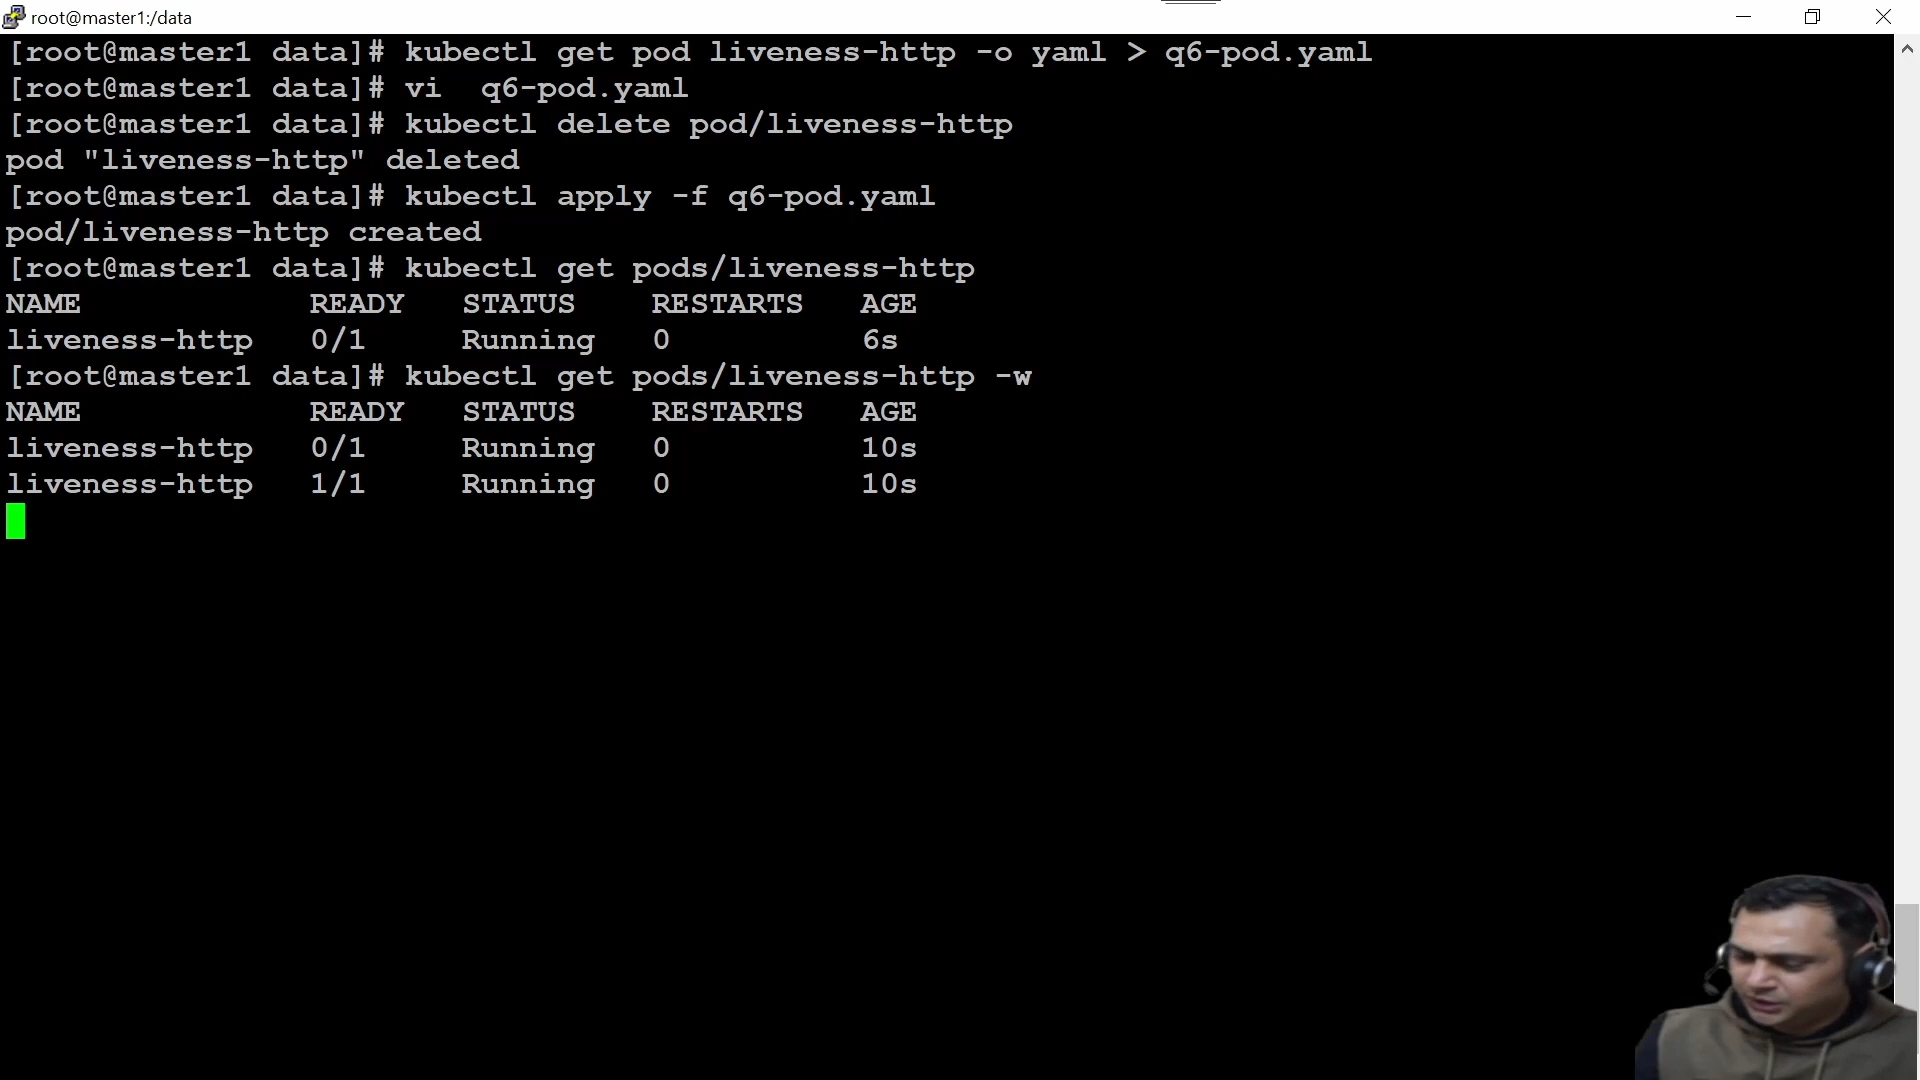 root@master1:/data
[root@master1 data]# kubectl get pod liveness-http -o yaml > q6-pod.yaml
[root@master1 data]# vi  q6-pod.yaml
[root@master1 data]# kubectl delete pod/liveness-http
pod "liveness-http" deleted
[root@master1 data]# kubectl apply -f q6-pod.yaml
pod/liveness-http created
[root@master1 data]# kubectl get pods/liveness-http
NAME            READY   STATUS    RESTARTS   AGE
liveness-http   0/1     Running   0          6s
[root@master1 data]# kubectl get pods/liveness-http -w
NAME            READY   STATUS    RESTARTS   AGE
liveness-http   0/1     Running   0          10s
liveness-http   1/1     Running   0          10s